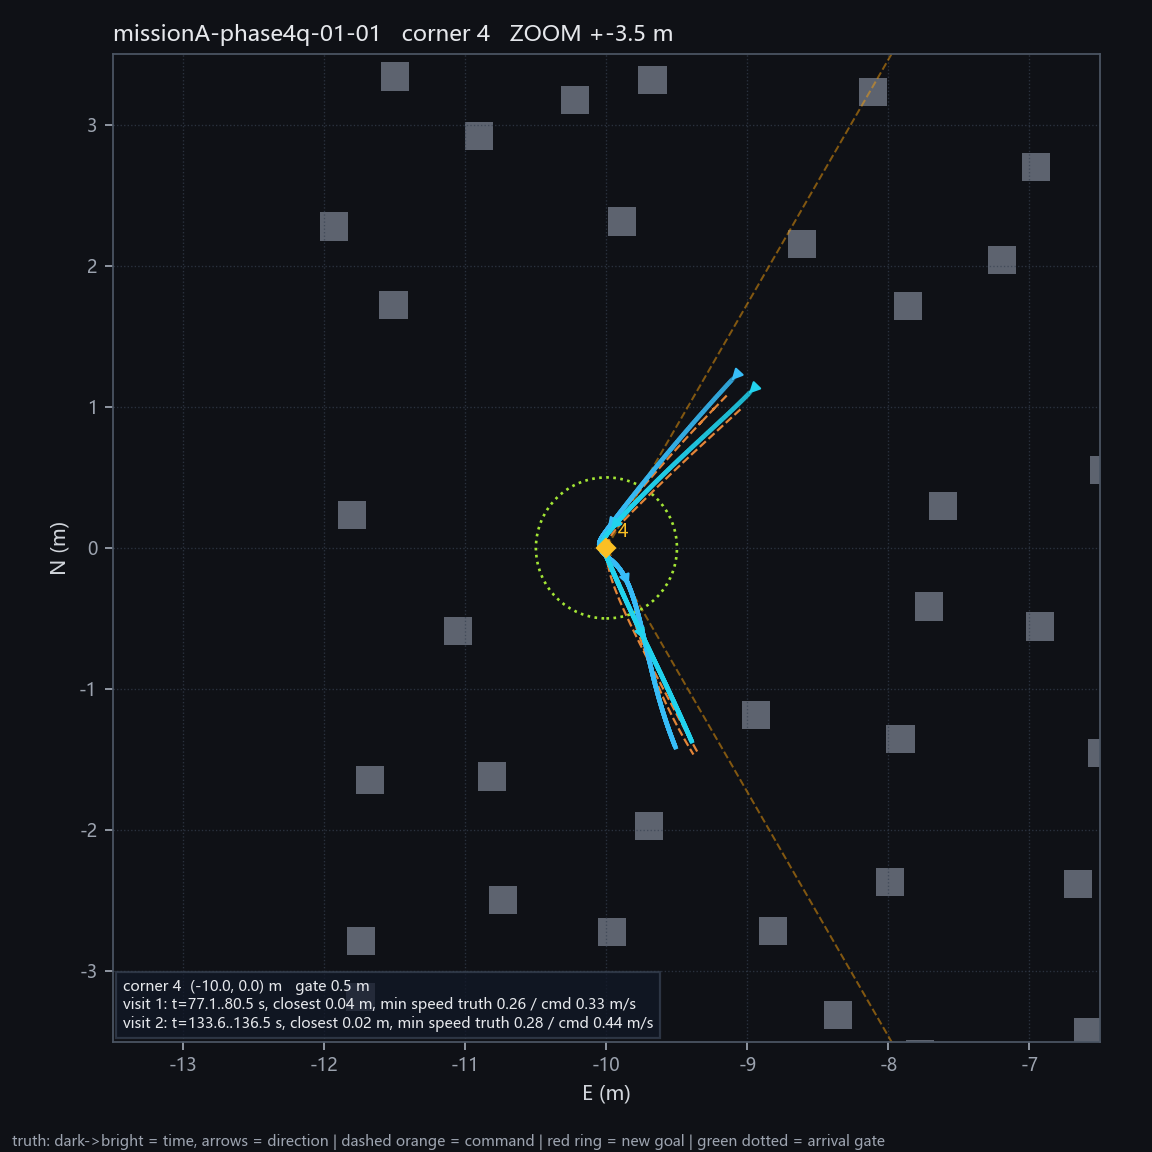 missionA-phase4q-01-01   corner 4   ZOOM +-3.5 m
3
2
1
0
-1
-2
-3
N (m)
4
corner 4  (-10.0, 0.0) m   gate 0.5 m
visit 1: t=77.1..80.5 s, closest 0.04 m, min speed truth 0.26 / cmd 0.33 m/s
visit 2: t=133.6..136.5 s, closest 0.02 m, min speed truth 0.28 / cmd 0.44 m/s
-13 -12 -11 -10 -9 -8 -7
E (m)
truth: dark->bright = time, arrows = direction | dashed orange = command | red ring = new goal | green dotted = arrival gate